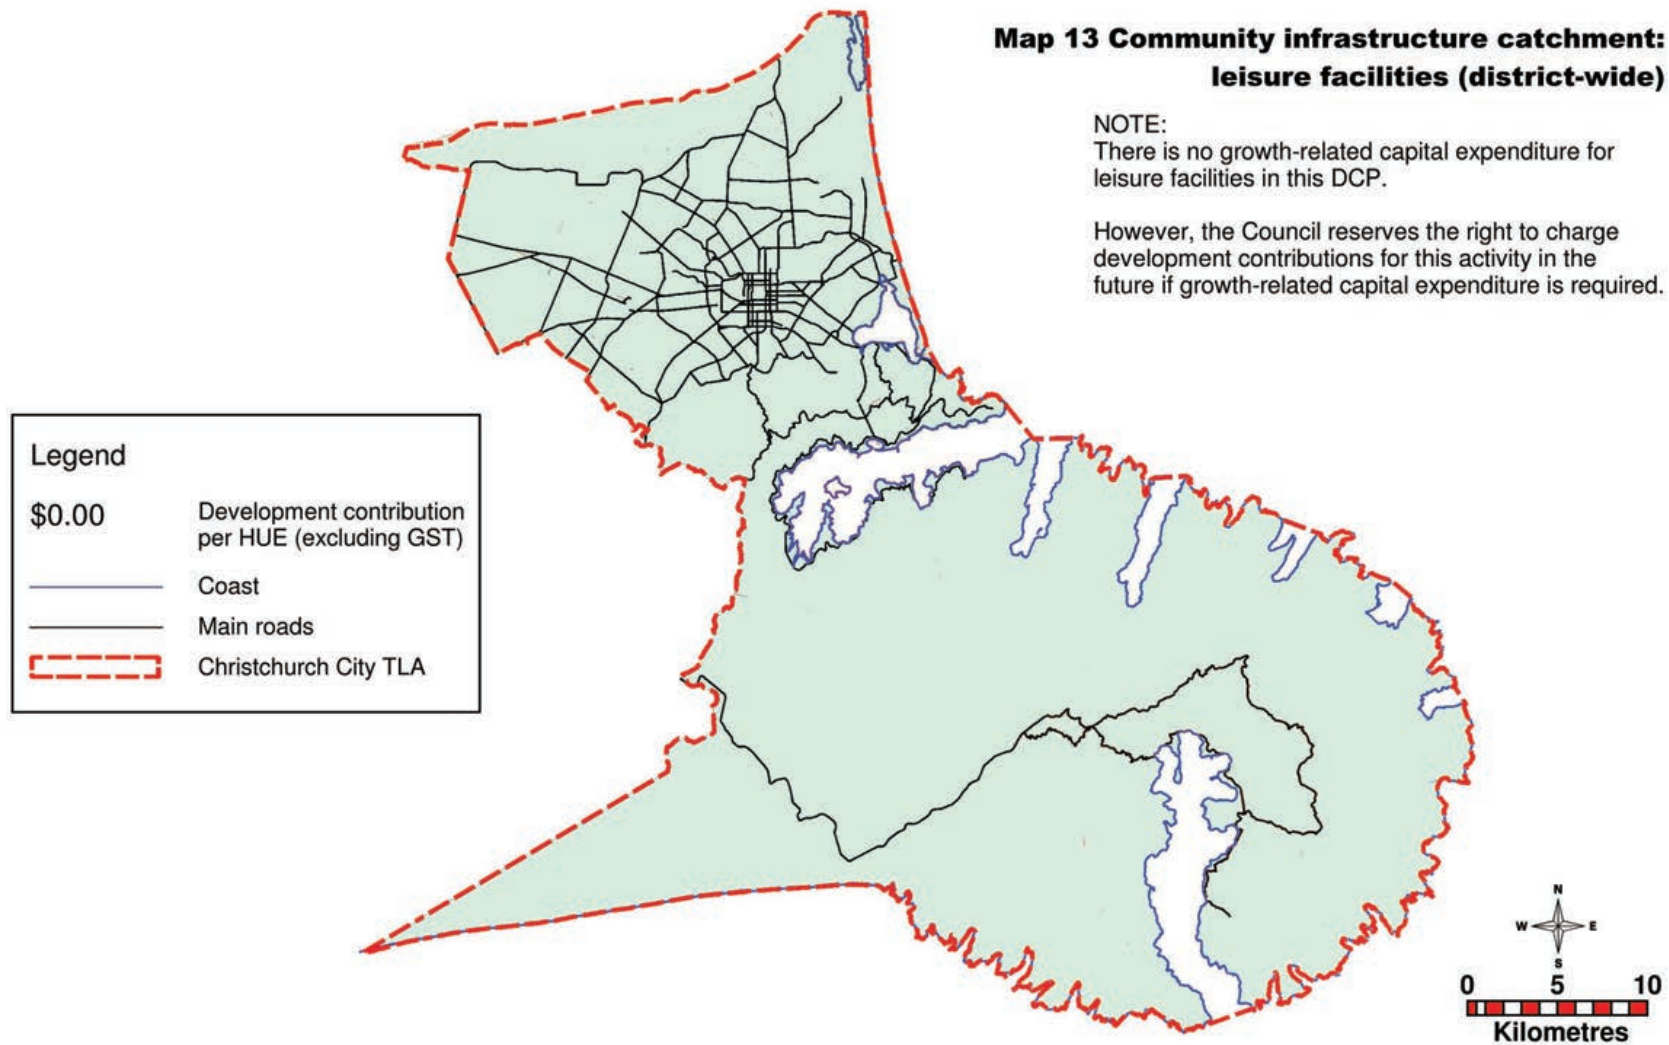 Map 13 Community infrastructure catchment:
leisure facilities (district-wide)
NOTE:
There is no growth-related capital expenditure for
leisure facilities in this DCP.
However, the Council reserves the right to charge
development contributions for this activity in the
future if growth-related capital expenditure is required.
Legend
$0.00 Development contribution
per HUE (excluding GST)
Coast
Main roads
Christchurch City TLA
N
W E
S
0 5 10
Kilometres